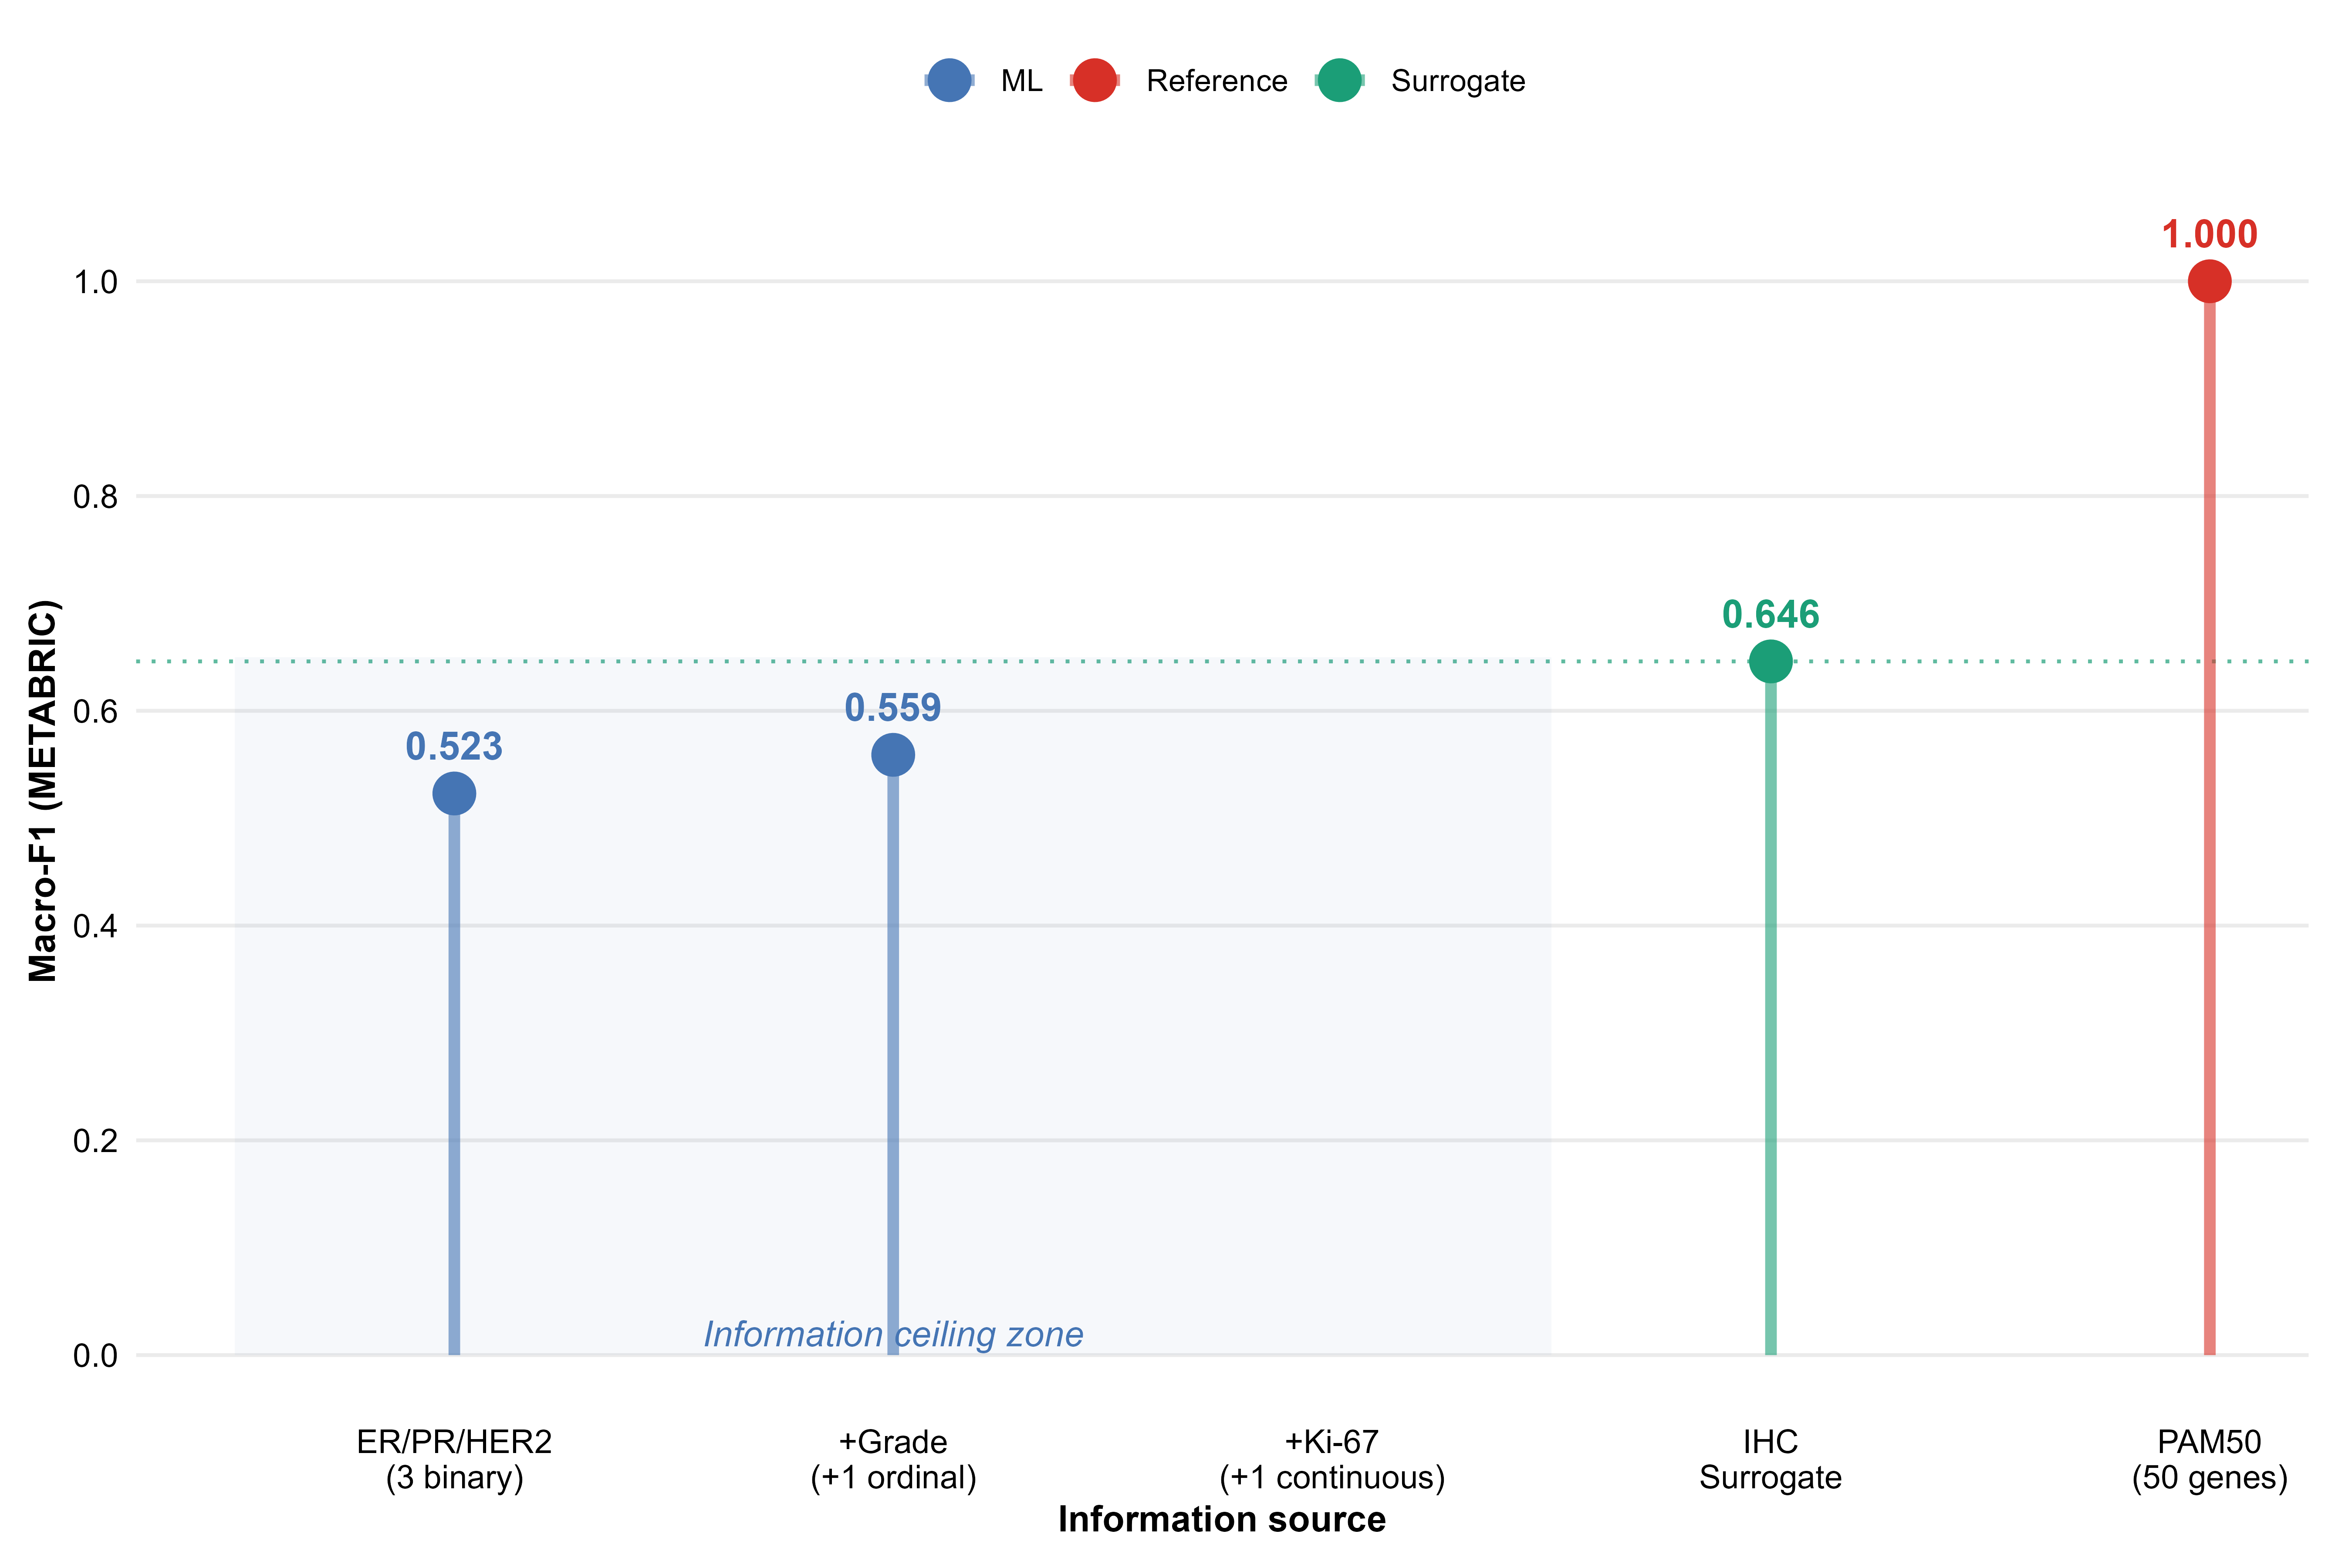 ML Reference Surrogate
1.000
1.0
0.8
0.646
0.6
0.559
0.523
0.4
0.2
0.0
Information ceiling zone
Macro-F1 (METABRIC)
ER/PR/HER2
(3 binary)
+Grade
(+1 ordinal)
+Ki-67
(+1 continuous)
IHC
Surrogate
PAM50
(50 genes)
Information source